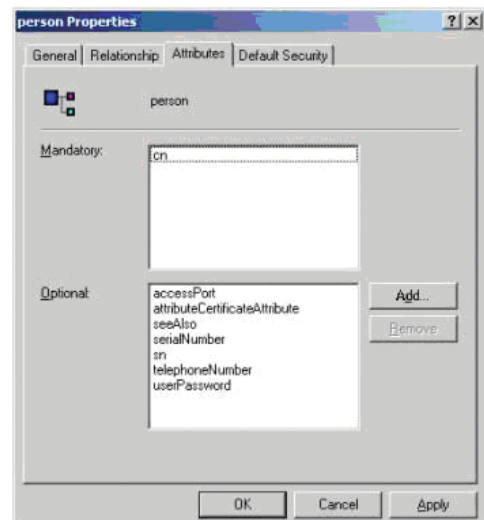 person Properties
? X
General Relationship Attributes Default Security
person
Mandatory:
cn
Optional:
accessPort
attributeCertificateAttribute
seeAlso
serialNumber
sn
telephoneNumber
userPassword
Add...
Remove
OK Cancel Apply